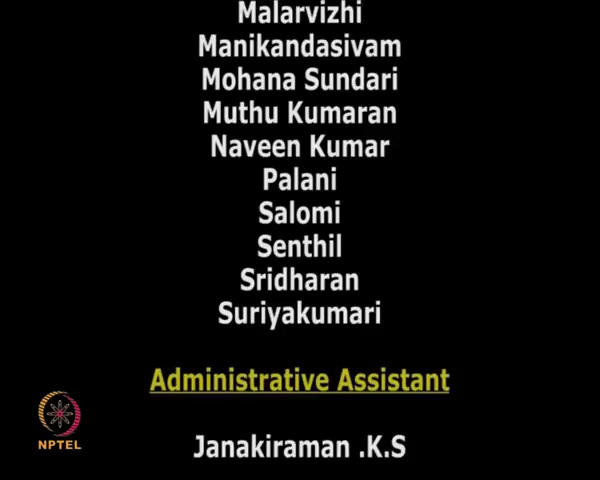 Malarvizhi
Manikandasivam
Mohana Sundari
Muthu Kumaran
Naveen Kumar
Palani
Salomi
Senthil
Sridharan
Suriyakumari
Administrative Assistant
Janakiraman .K.S
NPTEL